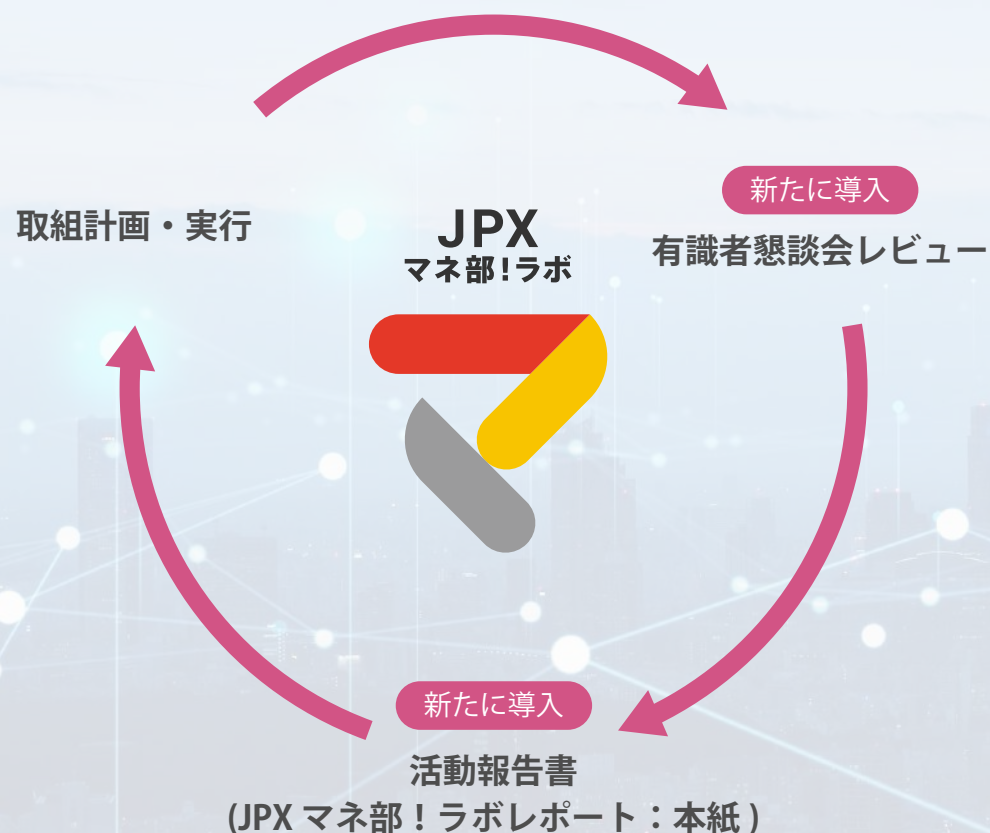 新たに導入
取組計画・実行
有識者懇談会レビュー
JPX
マネ部!ラボ
新たに導入
活動報告書
(JPX マネ部！ラボレポート：本紙 )